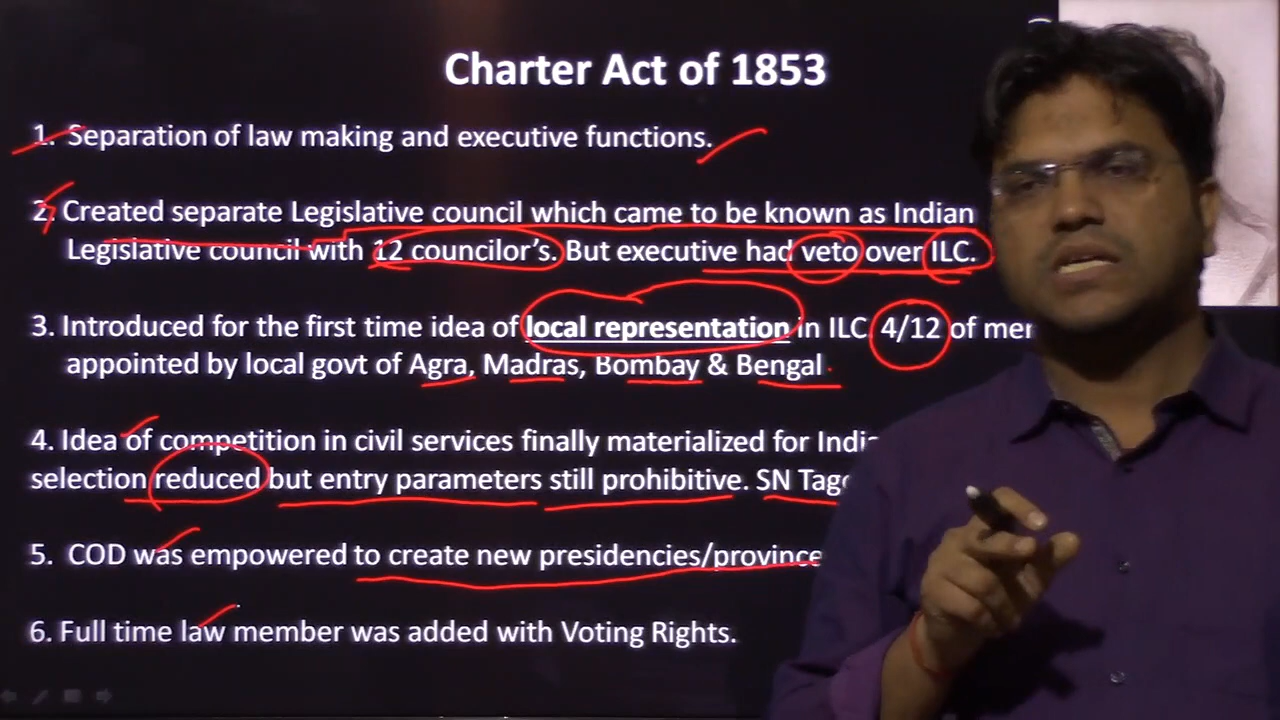 Charter Act of 1853
1. Separation of law making and executive functions.
2. Created separate Legislative council which came to be known as Indian
Legislative council with 12 councilor's. But executive had veto over ILC.
3. Introduced for the first time idea of local representation in ILC 4/12 of
appointed by local govt of Agra, Madras, Bombay & Bengal
4. Idea of competition in civil services finally materialized for
selection reduced but entry parameters still prohibitive. SN
5. COD was empowered to create new presidencies/province
6. Full time law member was added with Voting Rights.